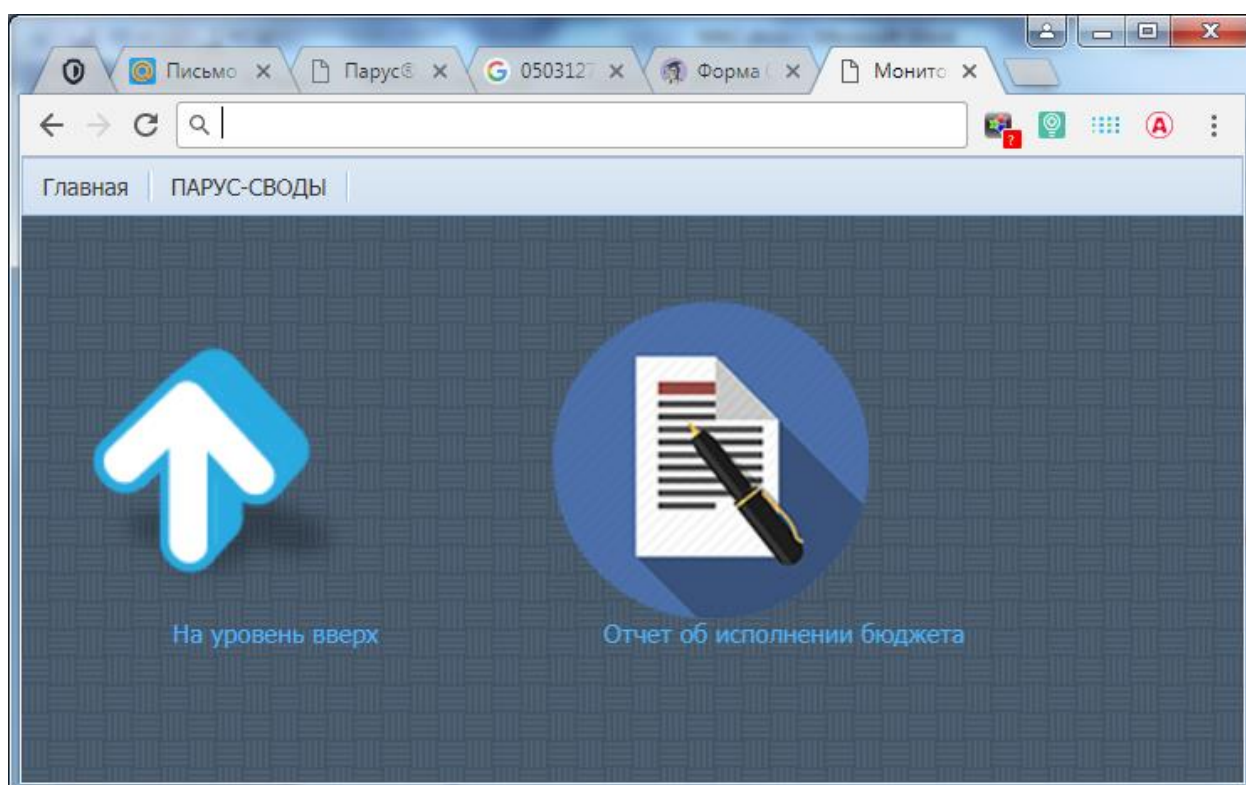 Письмо
Парус®
0503127
Форма (
Монито
?
A
Главная
ПАРУС-СВОДЫ
На уровень вверх
Отчет об исполнении бюджета